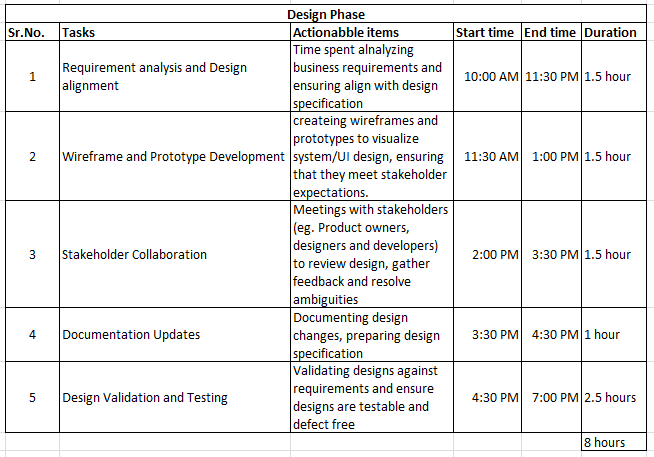 Design Phase
Sr.No. Tasks Actionabble items Start time End time Duration
1 Requirement analysis and Design alignment Time spent alnalyzing business requirements and ensuring align with design specification 10:00 AM 11:30 PM 1.5 hour
2 Wireframe and Prototype Development createing wireframes and prototypes to visualize system/UI design, ensuring that they meet stakeholder expectations. 11:30 AM 1:00 PM 1.5 hour
3 Stakeholder Collaboration Meetings with stakeholders (eg. Product owners, designers and developers) to review design, gather feedback and resolve ambiguities 2:00 PM 3:30 PM 1.5 hour
4 Documentation Updates Documenting design changes, preparing design specification 3:30 PM 4:30 PM 1 hour
5 Design Validation and Testing Validating designs against requirements and ensure designs are testable and defect free 4:30 PM 7:00 PM 2.5 hours
8 hours